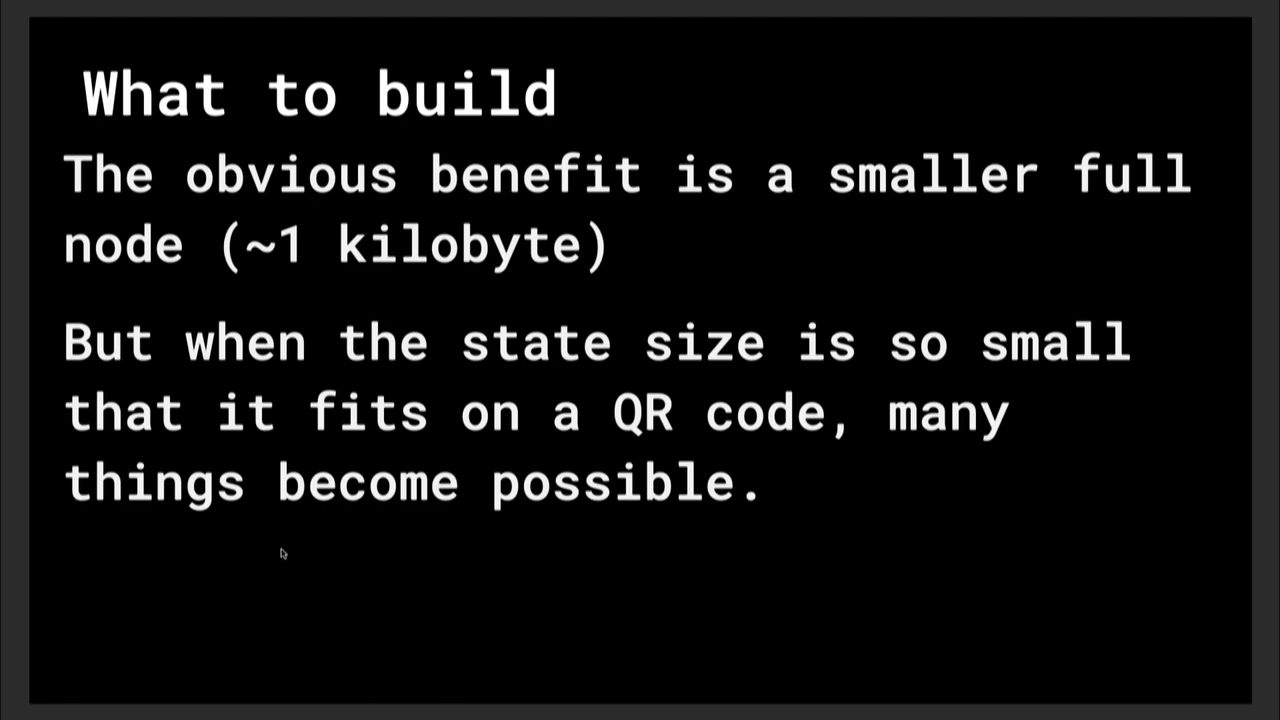 What to build
The obvious benefit is a smaller full
node (~1 kilobyte)
But when the state size is so small
that it fits on a QR code, many
things become possible.